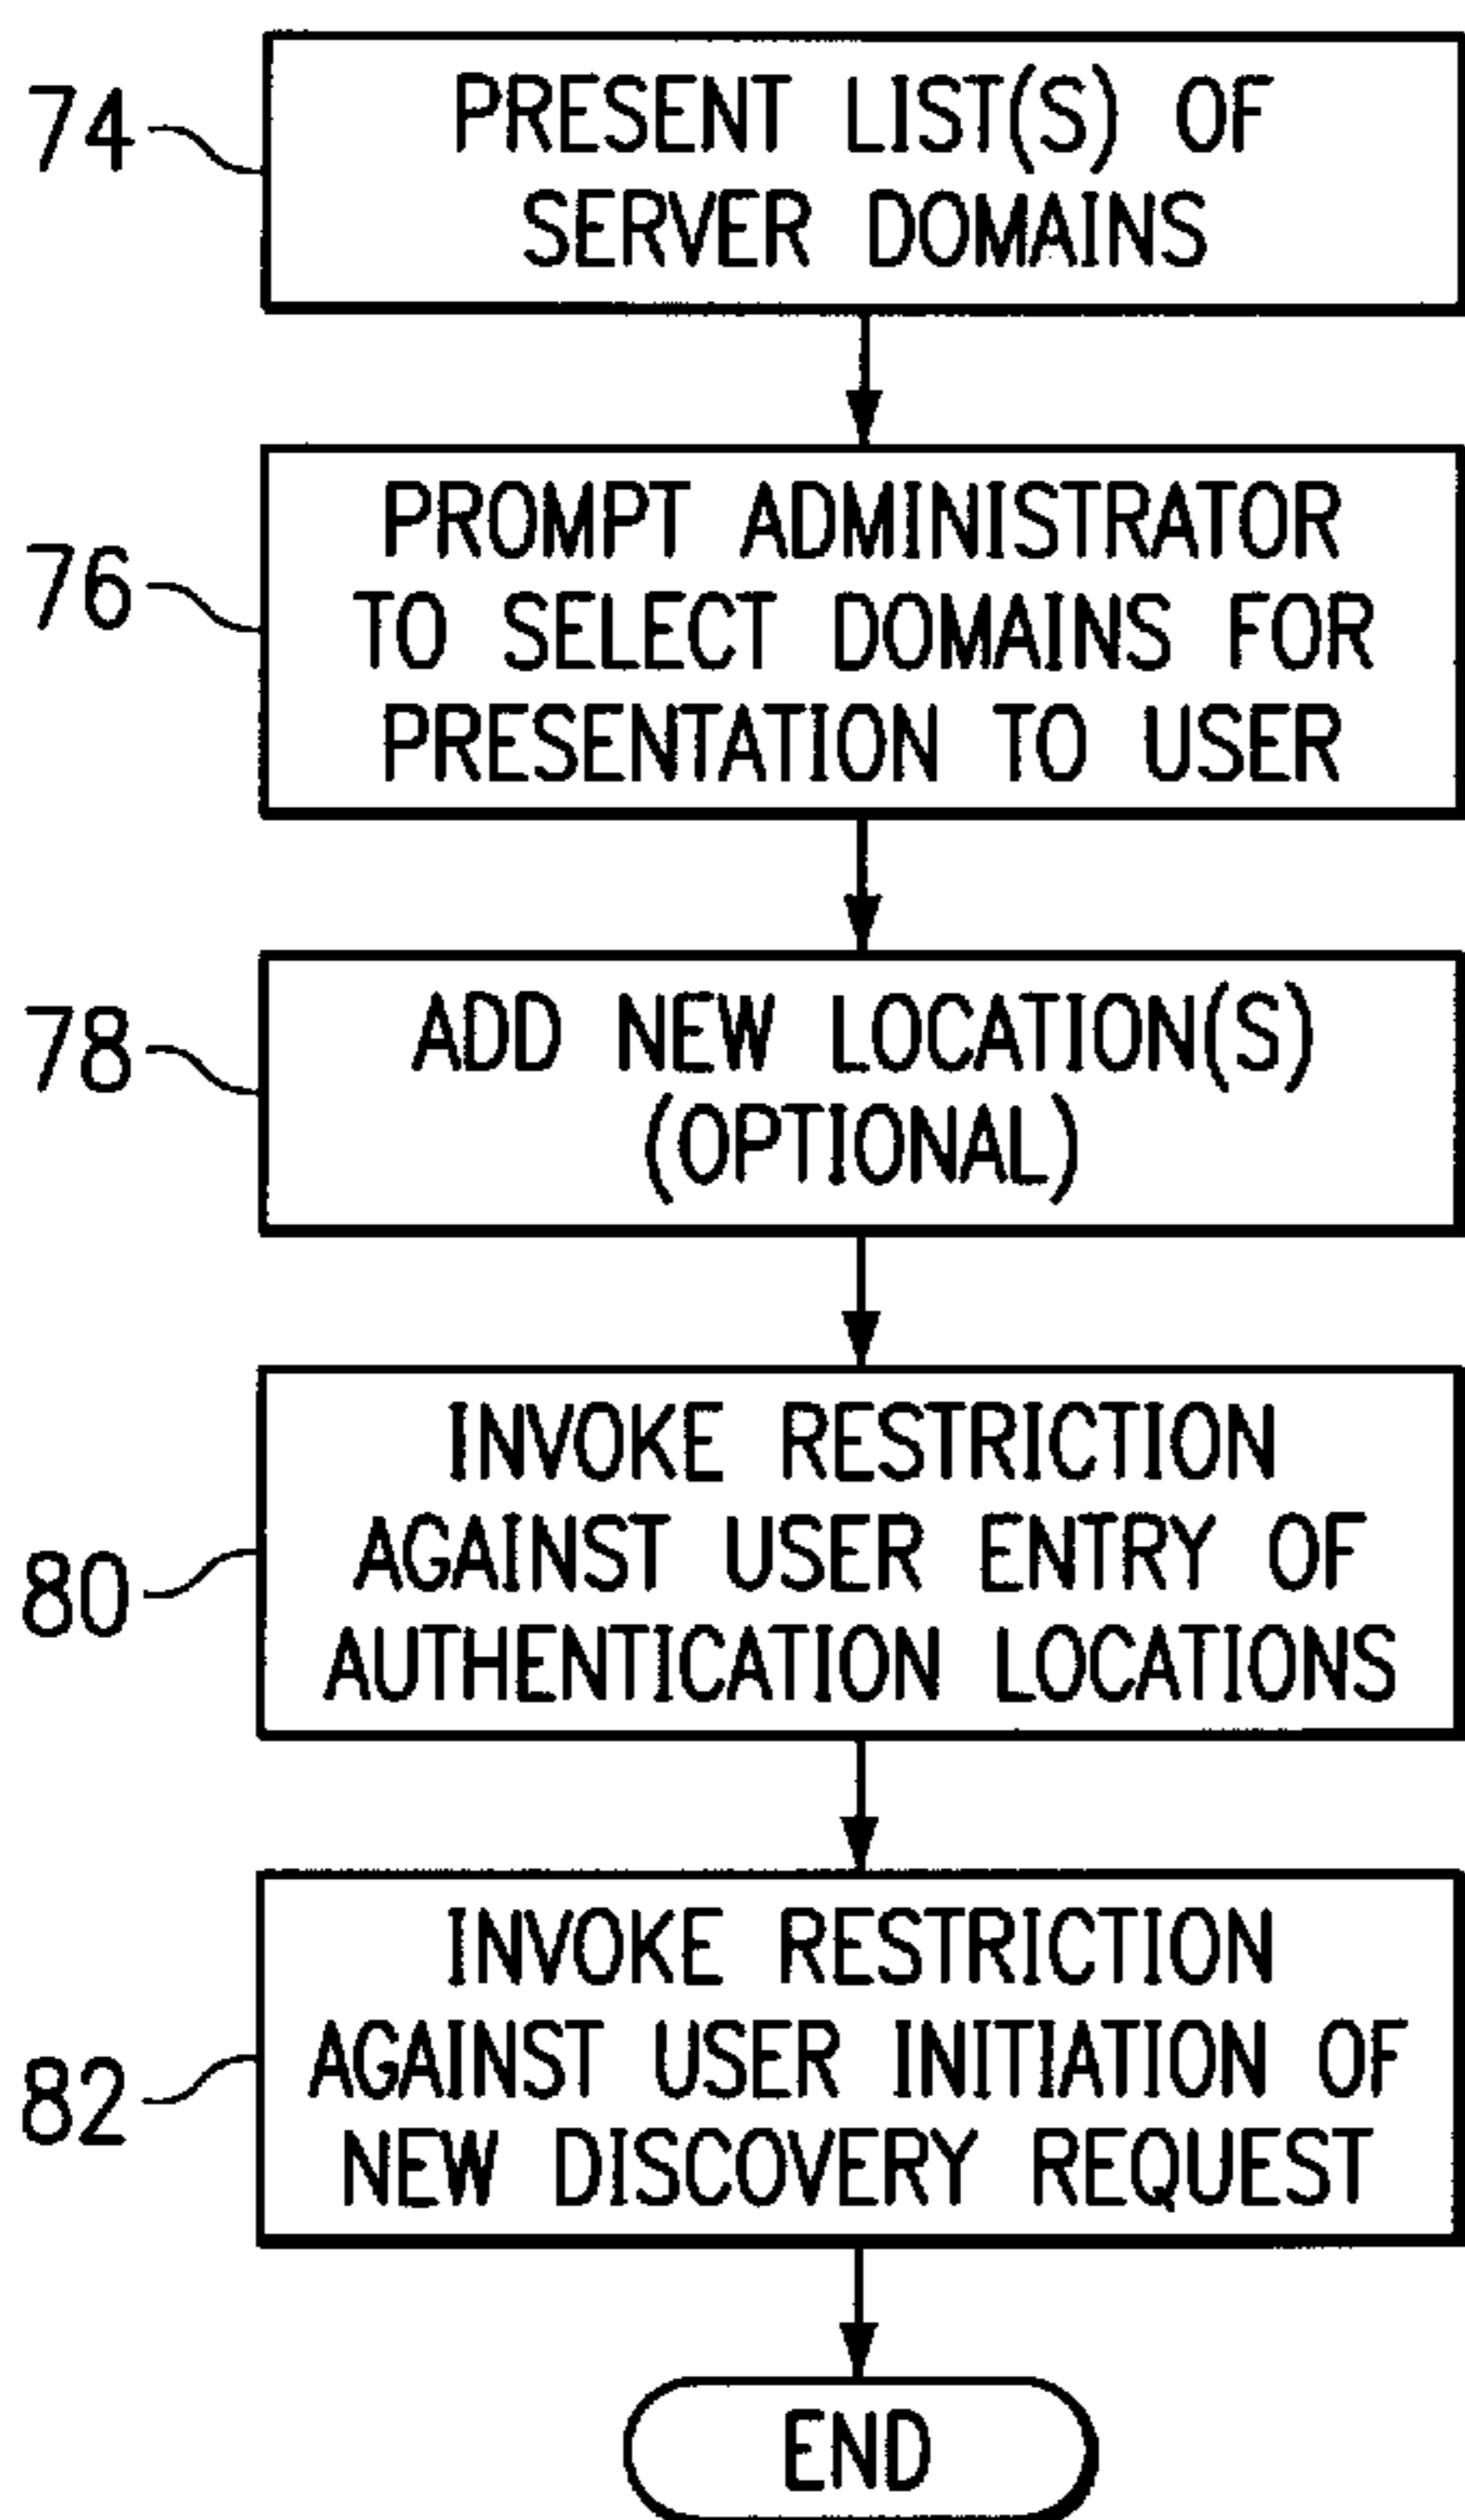 74
PRESENT LIST(S) OF
SERVER DOMAINS
76
PROMPT ADMINISTRATOR
TO SELECT DOMAINS FOR
PRESENTATION TO USER
78
ADD NEW LOCATION(S)
(OPTIONAL)
80
INVOKE RESTRICTION
AGAINST USER ENTRY OF
AUTHENTICATION LOCATIONS
82
INVOKE RESTRICTION
AGAINST USER INITIATION OF
NEW DISCOVERY REQUEST
END